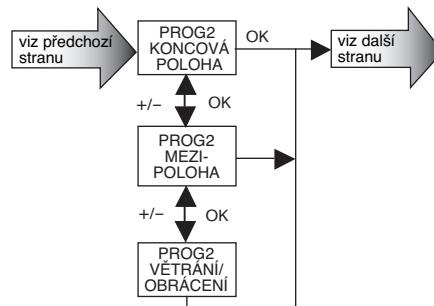 viz předchozí
stranu
PROG2
KONCOVÁ
POLOHA
OK
viz další
stranu
+/− OK
PROG2
MEZI-
POLOHA
+/− OK
PROG2
VĚTRÁNÍ/
OBRÁCENÍ